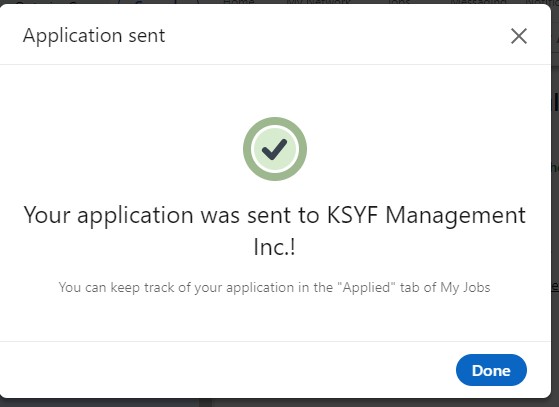 Application sent
Your application was sent to KSYF Management
Inc.!
You can keep track of your application in the "Applied" tab of My Jobs
Done